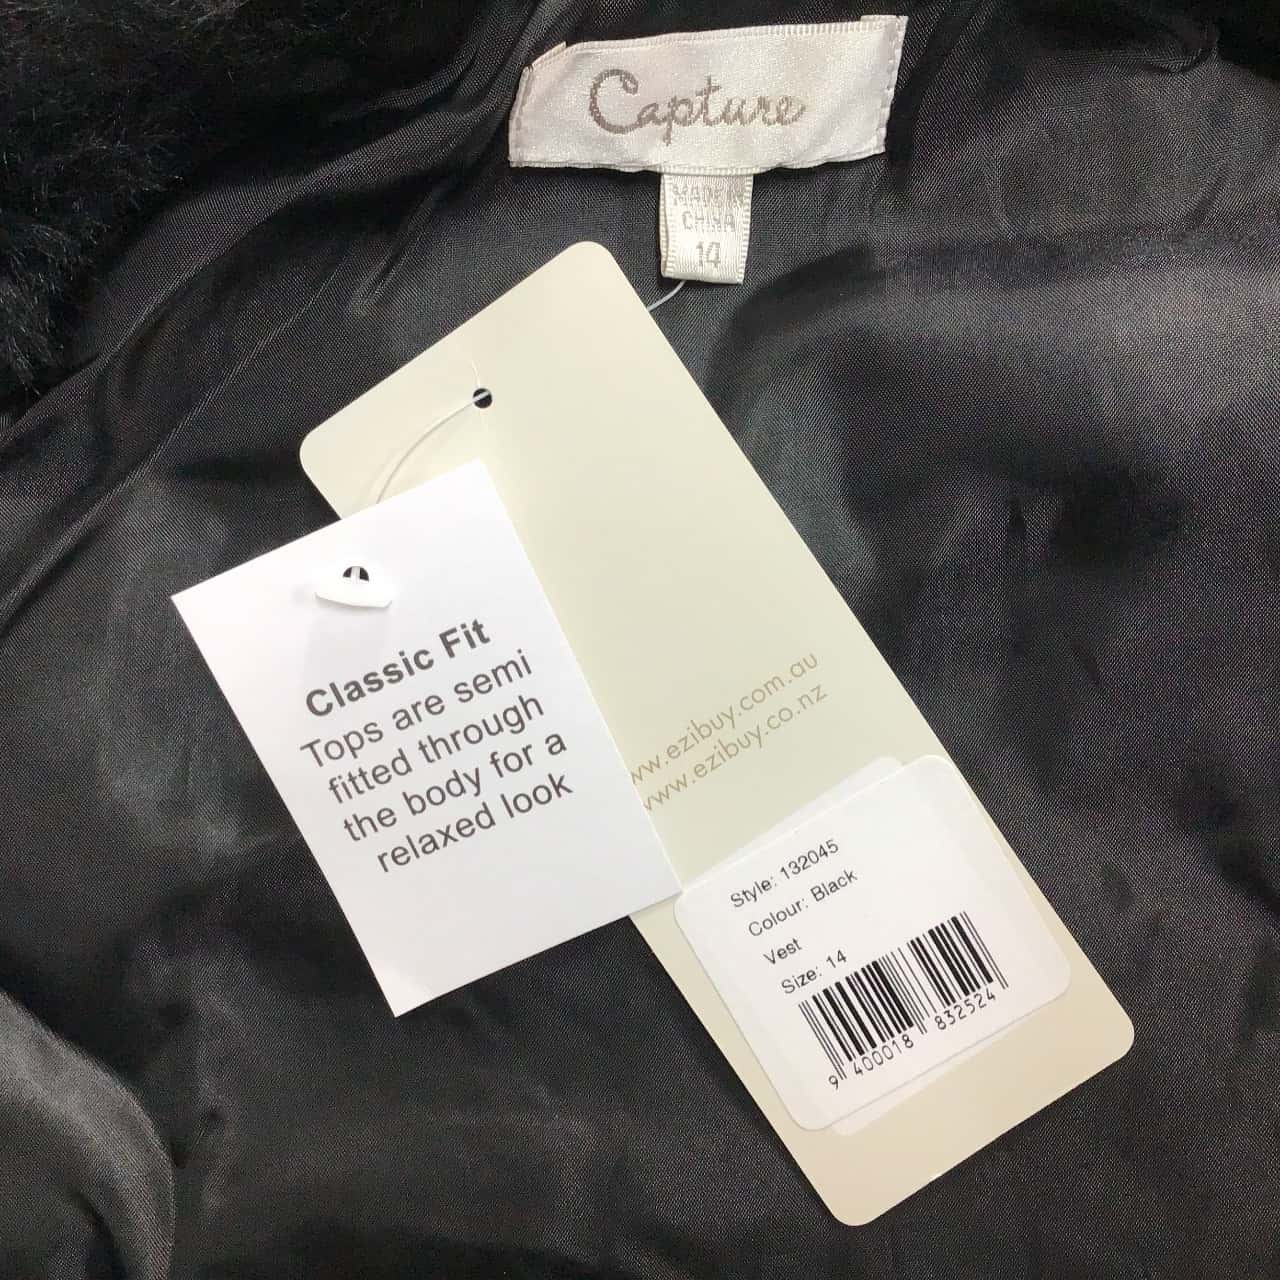 Capture
MADE IN
CHINA
14
Classic Fit
Tops are semi
fitted through
the body for a
relaxed look
ww.ezibuy.com.au
www.ezibuy.co.nz
Style: 132045
Colour: Black
Vest
Size: 14
9 400018 832524